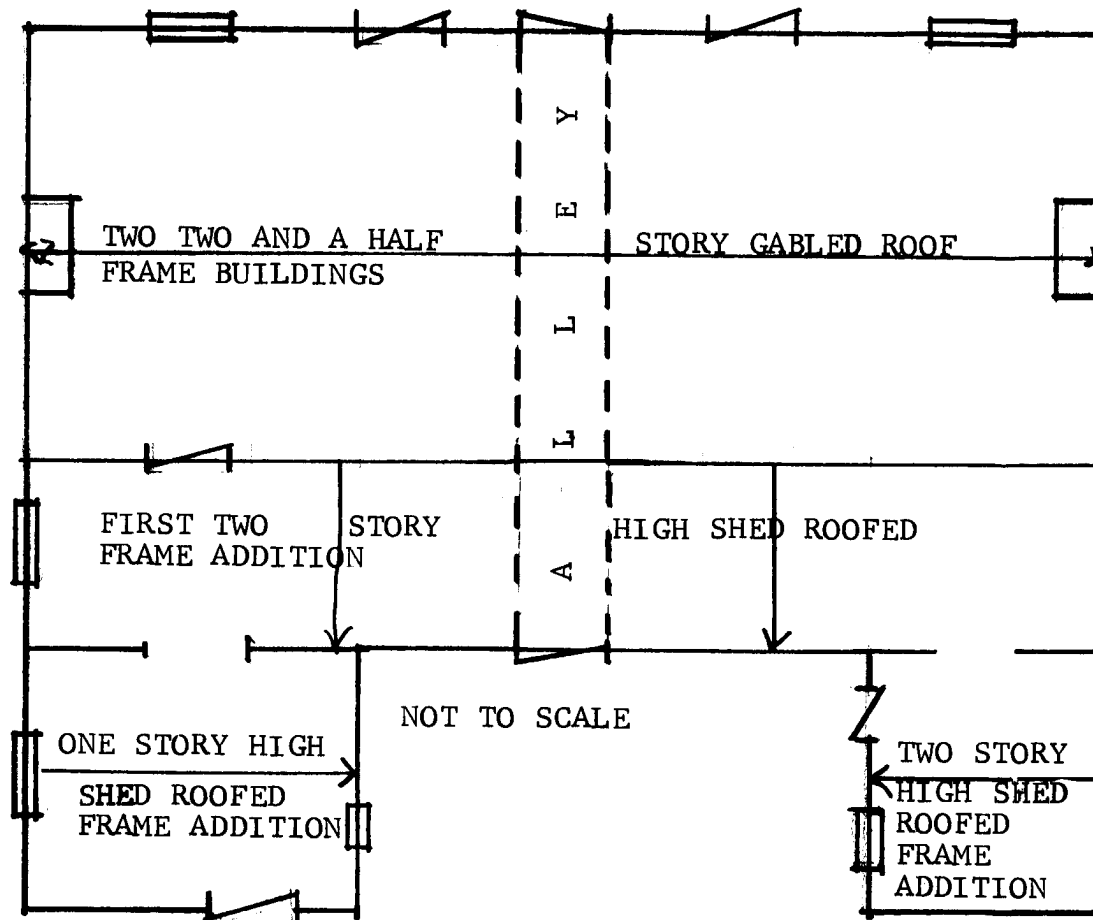 TWO TWO AND A HALF STORY GABLED ROOF
FRAME BUILDINGS
ALLEY
FIRST TWO STORY HIGH SHED ROOFED
FRAME ADDITION
NOT TO SCALE
ONE STORY HIGH
SHED ROOFED
FRAME ADDITION
TWO STORY
HIGH SHED
ROOFED
FRAME
ADDITION